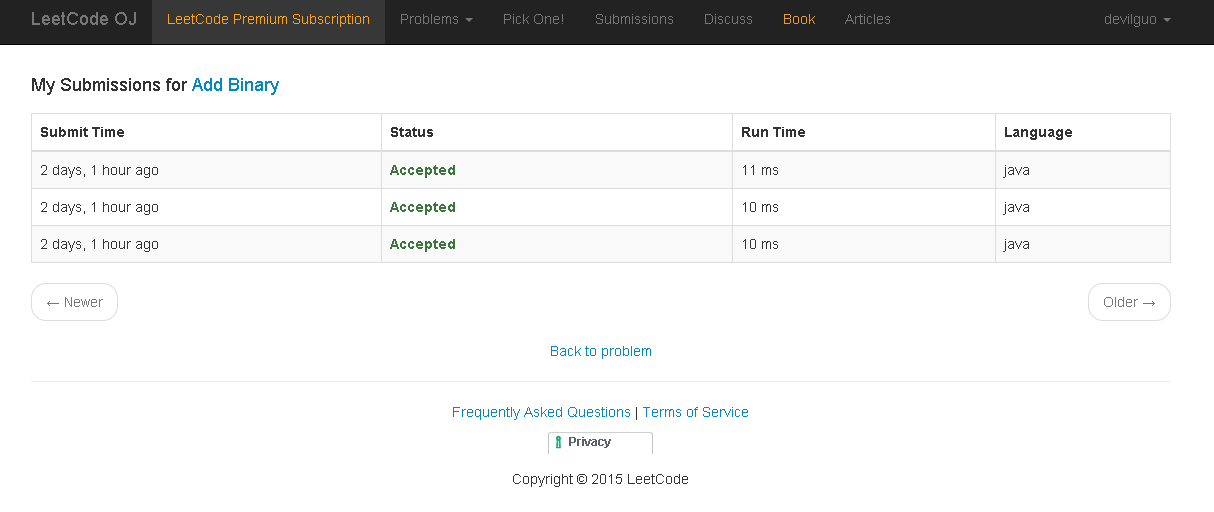 LeetCode OJ LeetCode Premium Subscription Problems Pick One! Submissions Discuss Book Articles devilguo
My Submissions for Add Binary
Submit Time Status Run Time Language
2 days, 1 hour ago Accepted 11 ms java
2 days, 1 hour ago Accepted 10 ms java
2 days, 1 hour ago Accepted 10 ms java
← Newer Older →
Back to problem
Frequently Asked Questions | Terms of Service
Privacy
Copyright © 2015 LeetCode